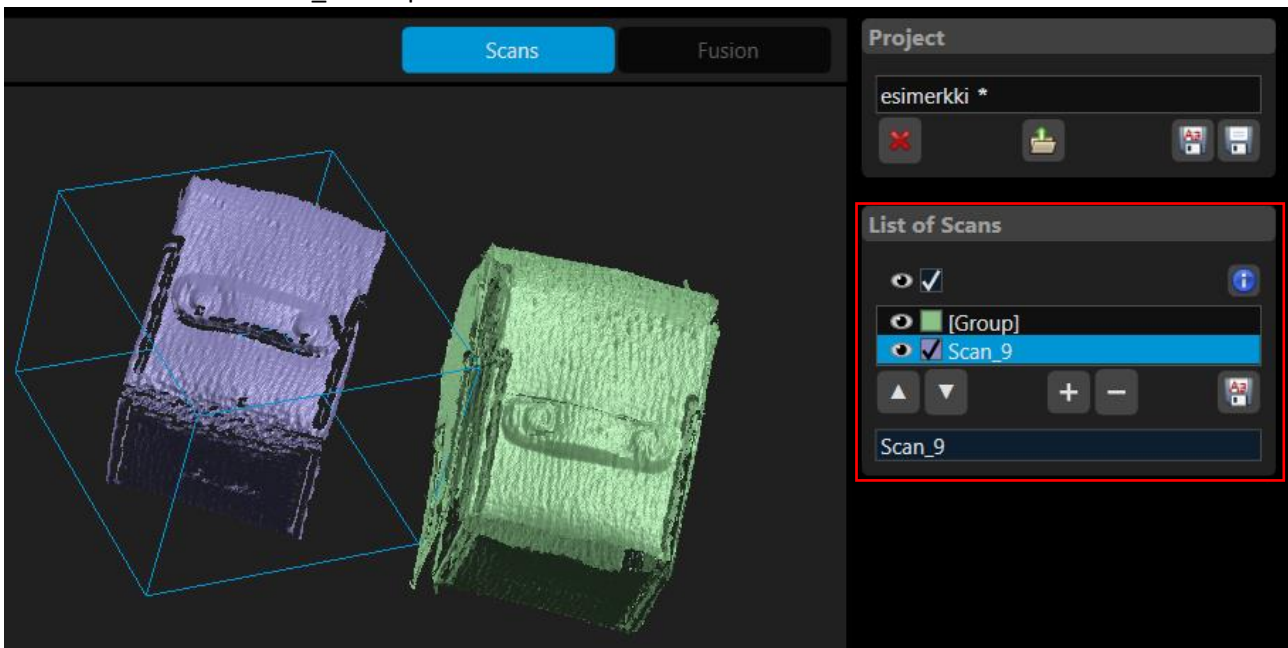 Scans
Fusion
Project
esimerkki *
List of Scans
[Group]
Scan_9
Scan_9